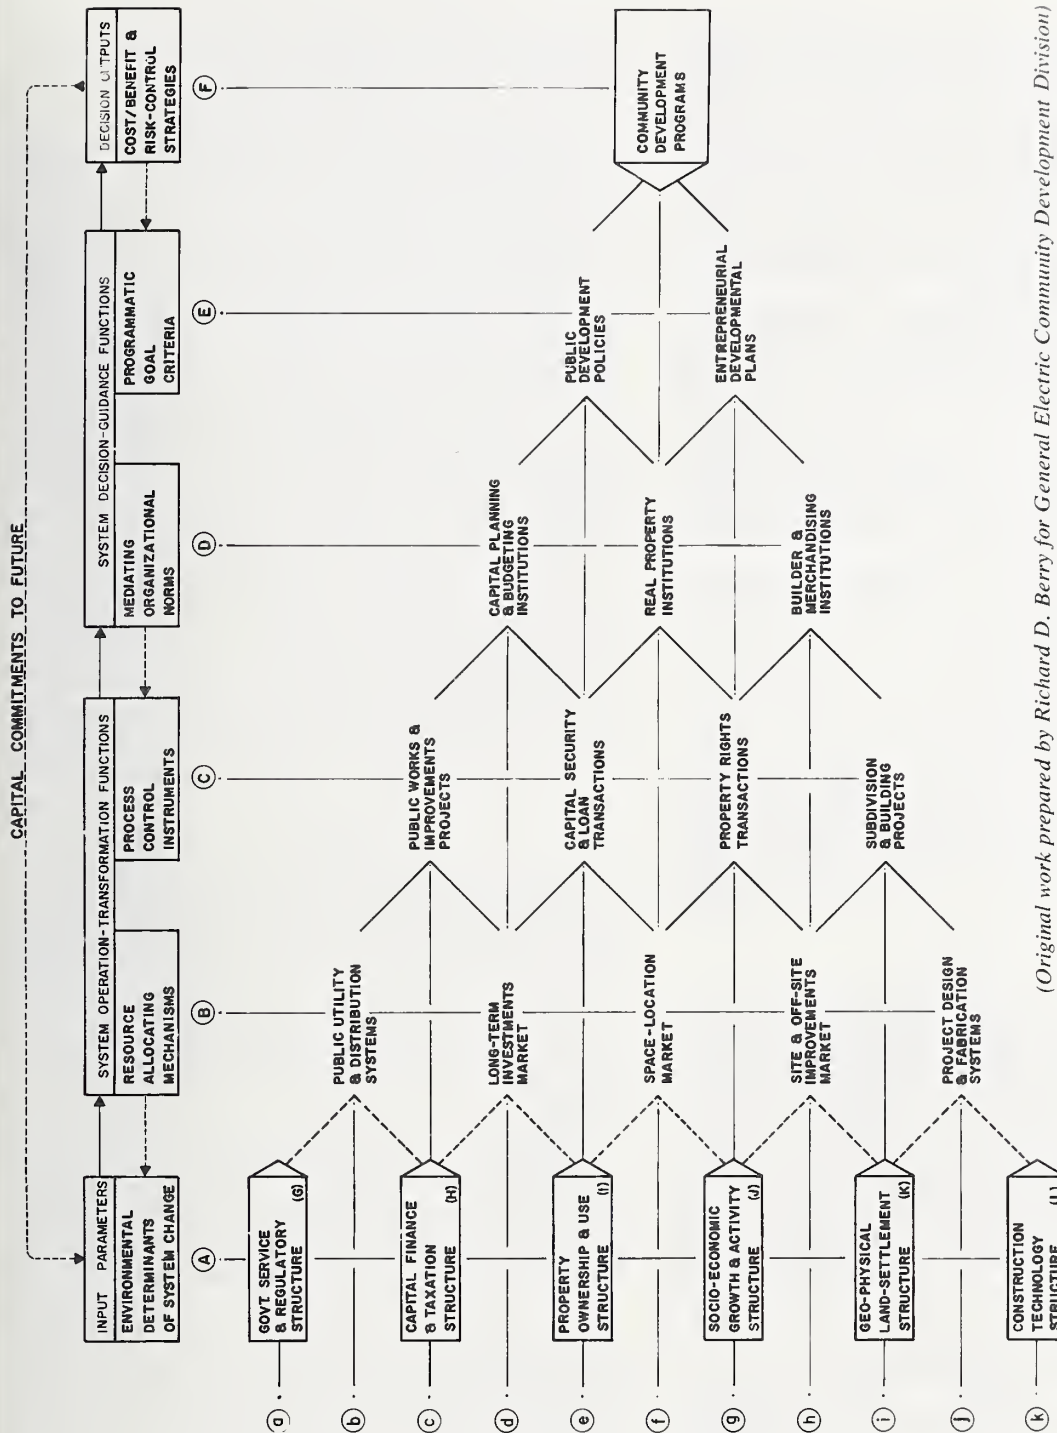 CAPITAL COMMITMENTS TO FUTURE
INPUT PARAMETERS
ENVIRONMENTAL
DETERMINANTS
OF SYSTEM CHANGE
SYSTEM OPERATION-TRANSFORMATION FUNCTIONS
RESOURCE
ALLOCATING
MECHANISMS
PROCESS
CONTROL
INSTRUMENTS
SYSTEM DECISION-GUIDANCE FUNCTIONS
MEDIATING
ORGANIZATIONAL
NORMS
PROGRAMMATIC
GOAL
CRITERIA
DECISION OUTPUTS
COST/BENEFIT &
RISK-CONTROL
STRATEGIES
A
B
C
D
E
F
a
GOVT. SERVICE
& REGULATORY
STRUCTURE (G)
b
PUBLIC UTILITY
& DISTRIBUTION
SYSTEMS
c
CAPITAL FINANCE
& TAXATION
STRUCTURE (H)
PUBLIC WORKS &
IMPROVEMENTS
PROJECTS
d
LONG-TERM
INVESTMENTS
MARKET
CAPITAL PLANNING
& BUDGETING
INSTITUTIONS
e
PROPERTY
OWNERSHIP & USE
STRUCTURE (I)
CAPITAL SECURITY
& LOAN
TRANSACTIONS
PUBLIC
DEVELOPMENT
POLICIES
f
SPACE-LOCATION
MARKET
REAL PROPERTY
INSTITUTIONS
COMMUNITY
DEVELOPMENT
PROGRAMS
g
SOCIO-ECONOMIC
GROWTH & ACTIVITY
STRUCTURE (J)
PROPERTY RIGHTS
TRANSACTIONS
ENTREPRENEURIAL
DEVELOPMENTAL
PLANS
h
SITE & OFF-SITE
IMPROVEMENTS
MARKET
BUILDER &
MERCHANDISING
INSTITUTIONS
i
GEO-PHYSICAL
LAND-SETTLEMENT
STRUCTURE (K)
SUBDIVISION
& BUILDING
PROJECTS
j
PROJECT DESIGN
& FABRICATION
SYSTEMS
k
CONSTRUCTION
TECHNOLOGY
STRUCTURE (L)
(Original work prepared by Richard D. Berry for General Electric Community Development Division)